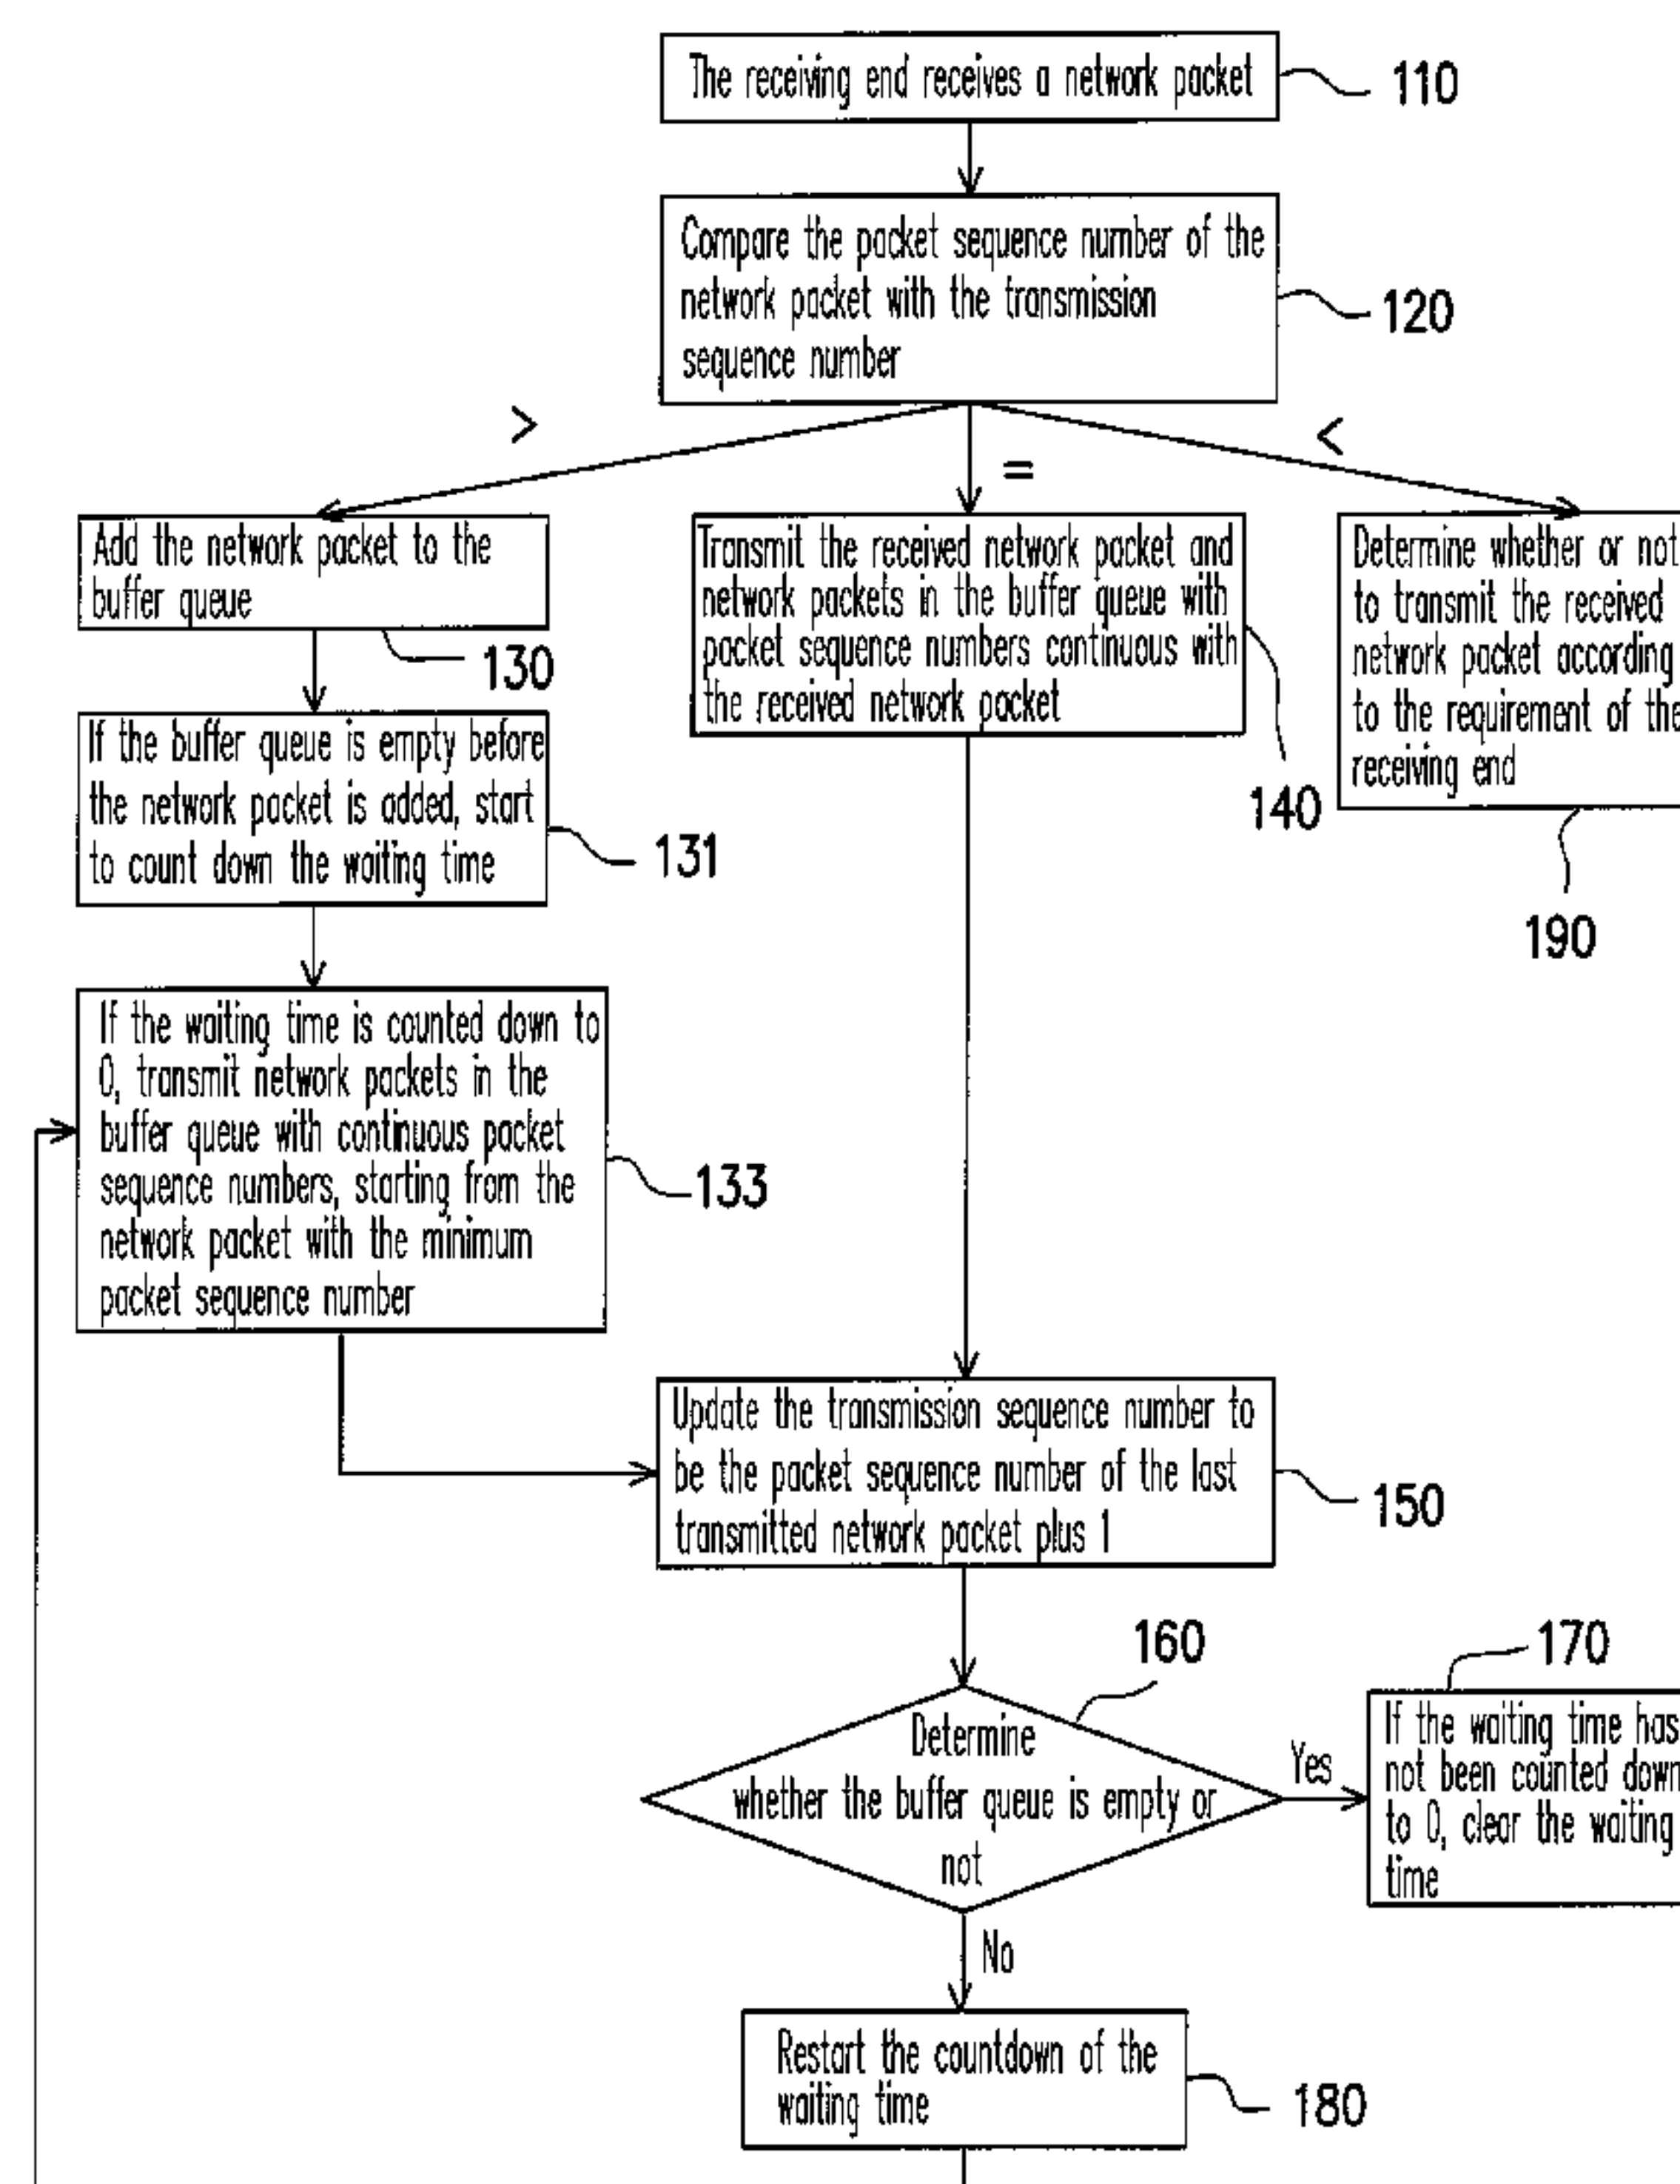 The receiving end receives a network packet
110
Compare the packet sequence number of the
network packet with the transmission
sequence number
120
>
=
<
Add the network packet to the
buffer queue
130
Transmit the received network packet and
network packets in the buffer queue with
packet sequence numbers continuous with
the received network packet
140
Determine whether or not
to transmit the received
network packet according
to the requirement of the
receiving end
190
If the buffer queue is empty before
the network packet is added, start
to count down the waiting time
131
If the waiting time is counted down to
0, transmit network packets in the
buffer queue with continuous packet
sequence numbers, starting from the
network packet with the minimum
packet sequence number
133
Update the transmission sequence number to
be the packet sequence number of the last
transmitted network packet plus 1
150
160
Determine
whether the buffer queue is empty or
not
Yes
170
If the waiting time has
not been counted down
to 0, clear the waiting
time
No
Restart the countdown of the
waiting time
180